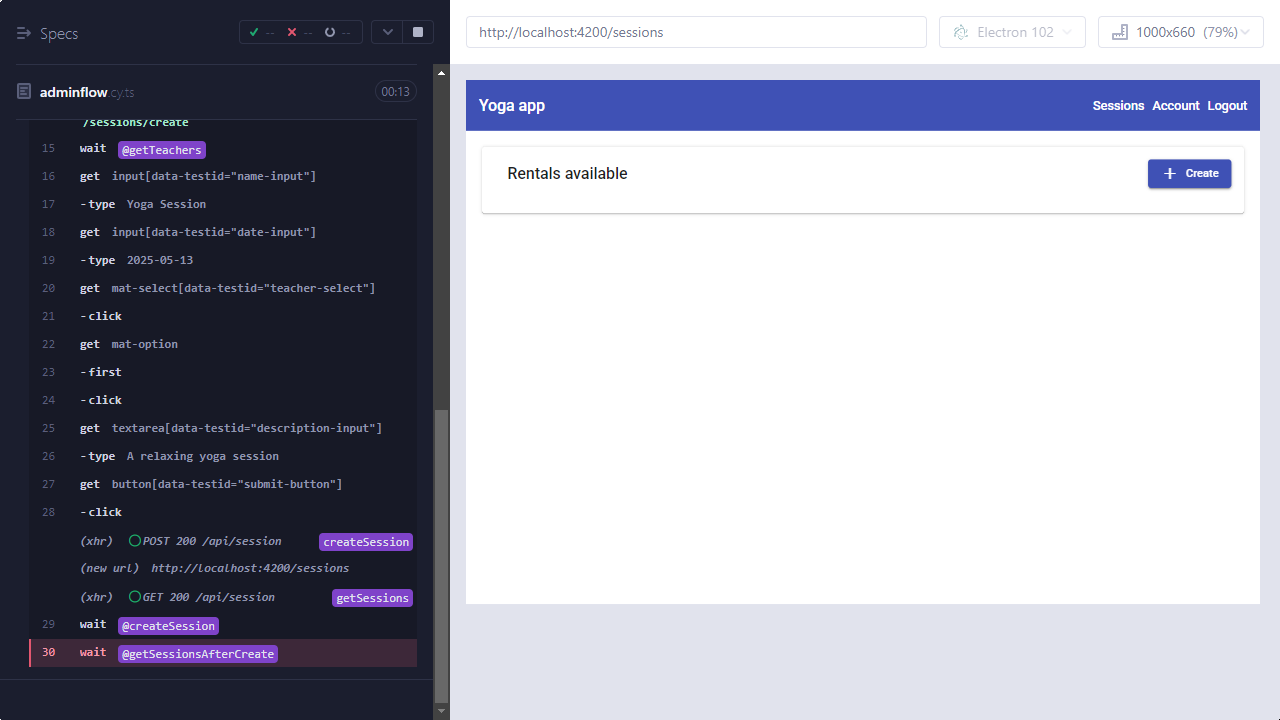 Specs
-- -- --
adminflow.cy.ts 00:13
/sessions/create
15 wait @getTeachers
16 get input[data-testid="name-input"]
17 -type Yoga Session
18 get input[data-testid="date-input"]
19 -type 2025-05-13
20 get mat-select[data-testid="teacher-select"]
21 -click
22 get mat-option
23 -first
24 -click
25 get textarea[data-testid="description-input"]
26 -type A relaxing yoga session
27 get button[data-testid="submit-button"]
28 -click
(xhr) POST 200 /api/session createSession
(new url) http://localhost:4200/sessions
(xhr) GET 200 /api/session getSessions
29 wait @createSession
30 wait @getSessionsAfterCreate
http://localhost:4200/sessions Electron 102 1000x660 (79%)
Yoga app Sessions Account Logout
Rentals available Create